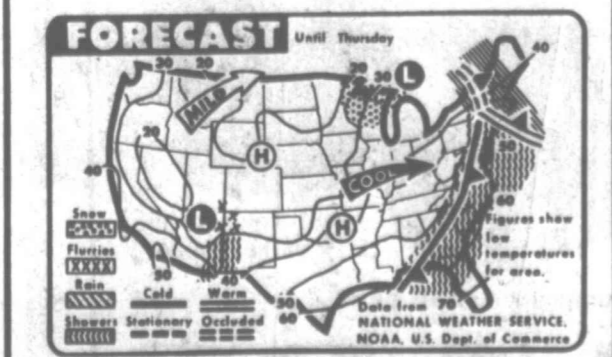 FORECAST Until Thursday
30 20 20 30 L 40
MILD
20 H 50
40 COOL 60
Snow L H Figures show
Flurries low
temperatures
Rain 50 40 for area.
Cold Warm 50 70 Data from
Showers Stationary Occluded 60 NATIONAL WEATHER SERVICE,
NOAA, U.S. Dept. of Commerce